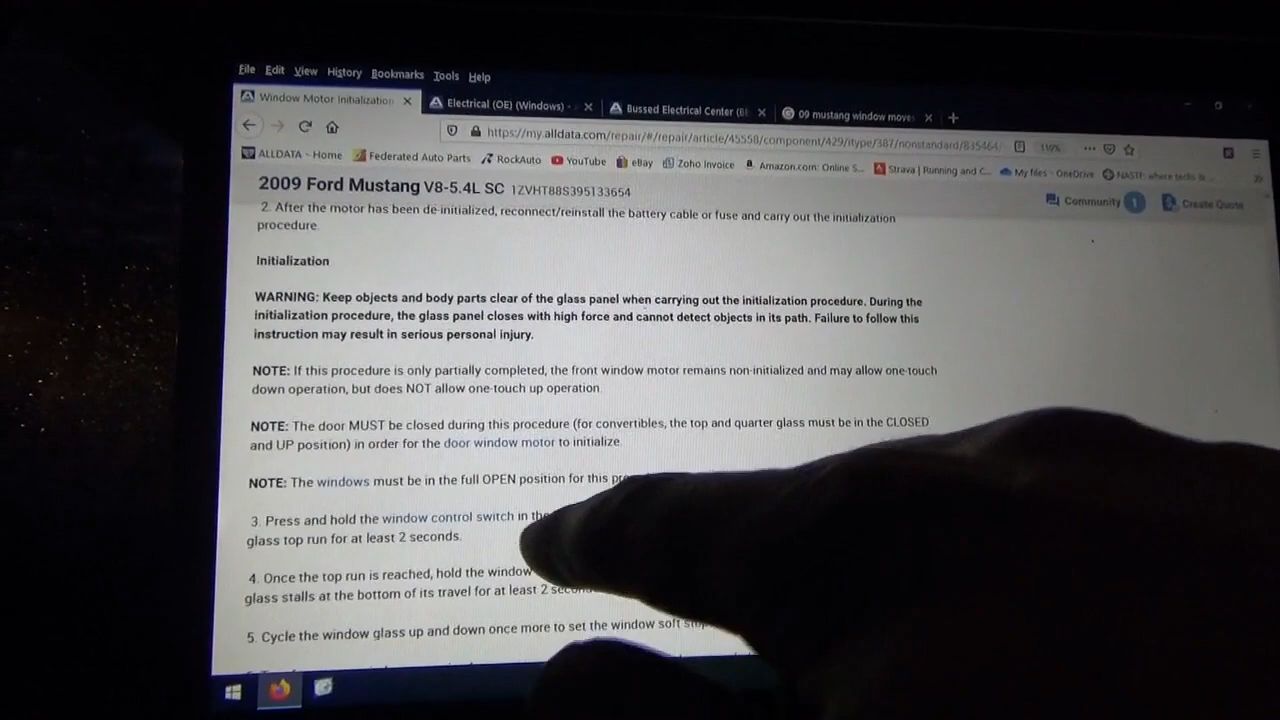 File Edit View History Bookmarks Tools Help
Window Motor Initialization
Electrical (OE) (Windows) -
Bussed Electrical Center (B
09 mustang window moves
https://my.alldata.com/repair/#/repair/article/45558/component/429/itype/387/nonstandard/835464/
ALLDATA - Home Federated Auto Parts RockAuto YouTube eBay Zoho Invoice Amazon.com: Online S... Strava | Running and C... My files - OneDrive NASTF: where techs
2009 Ford Mustang V8-5.4L SC 1ZVHT88S395133654
Community 1 Create Quote
2. After the motor has been de-initialized, reconnect/reinstall the battery cable or fuse and carry out the initialization
procedure.
Initialization
WARNING: Keep objects and body parts clear of the glass panel when carrying out the initialization procedure. During the
initialization procedure, the glass panel closes with high force and cannot detect objects in its path. Failure to follow this
instruction may result in serious personal injury.
NOTE: If this procedure is only partially completed, the front window motor remains non-initialized and may allow one-touch
down operation, but does NOT allow one-touch up operation.
NOTE: The door MUST be closed during this procedure (for convertibles, the top and quarter glass must be in the CLOSED
and UP position) in order for the door window motor to initialize.
NOTE: The windows must be in the full OPEN position for this
3. Press and hold the window control switch in the
glass top run for at least 2 seconds.
4. Once the top run is reached, hold the window
glass stalls at the bottom of its travel for at least 2
5. Cycle the window glass up and down once more to set the window soft